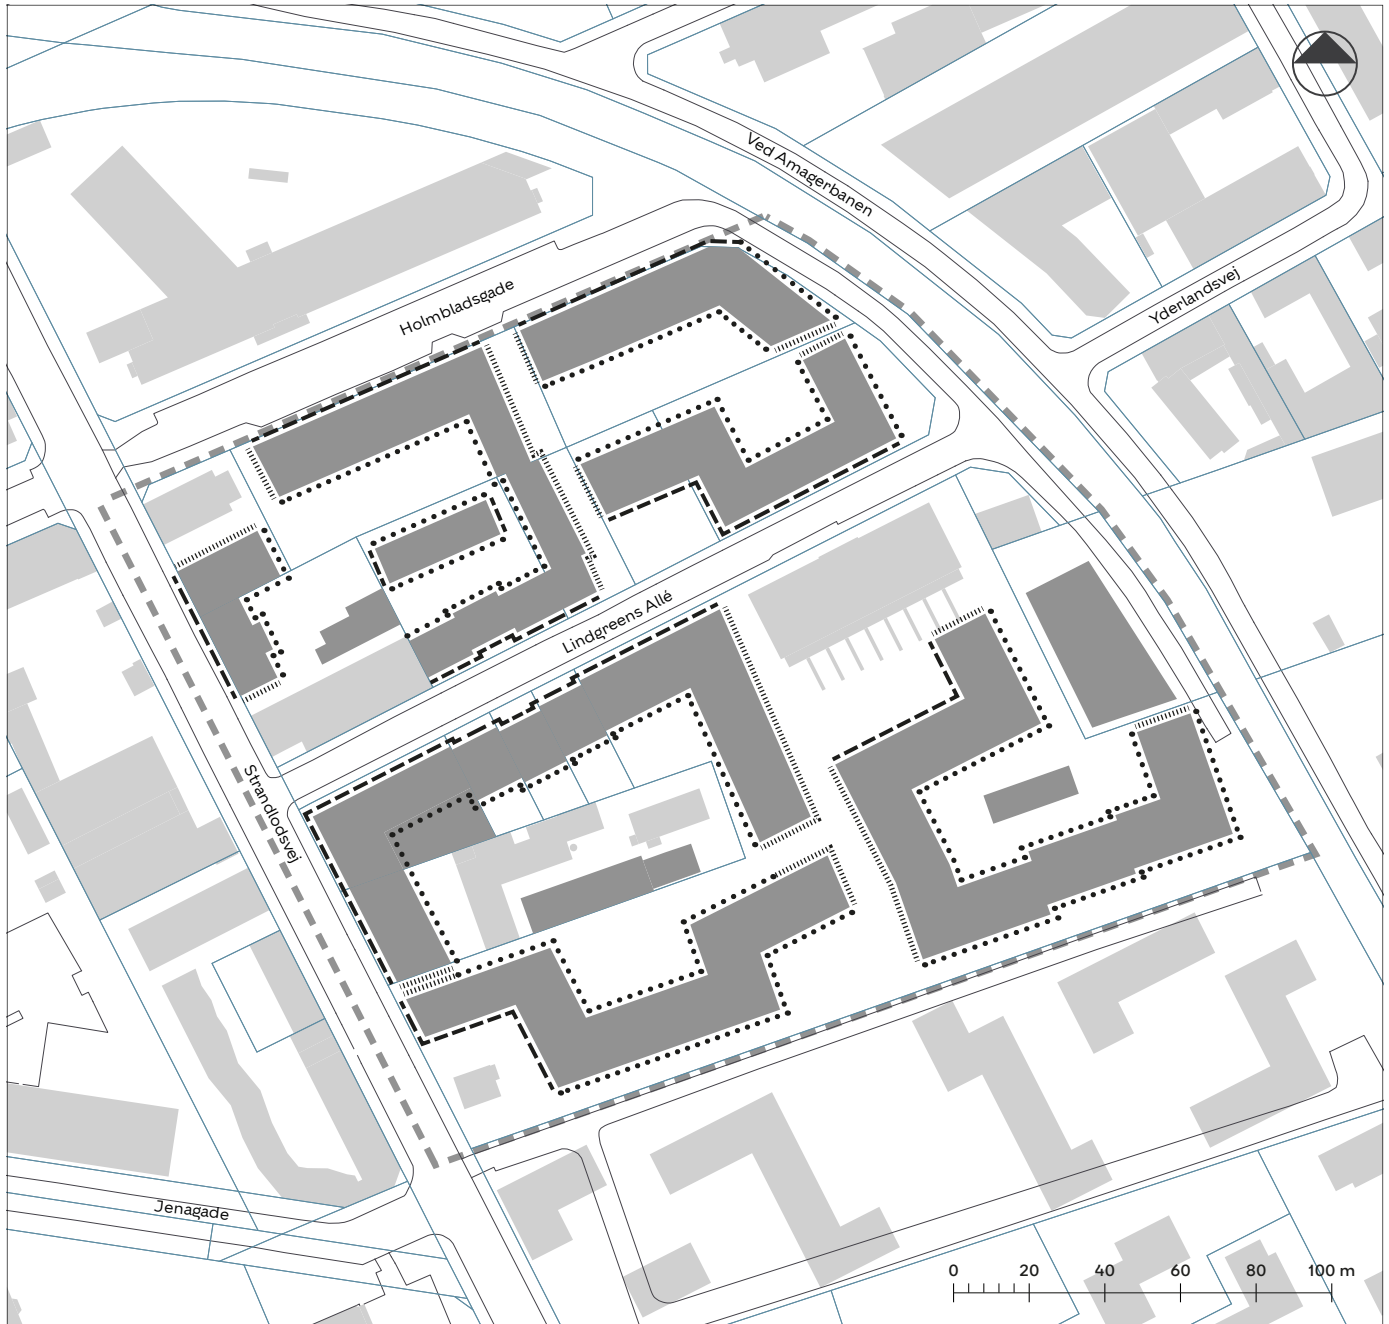 Ved Amagerbanen
Yderlandsvej
Holmbladsgade
Lindgreens Allé
Strandlodsvej
Jenagade
0 20 40 60 80 100 m